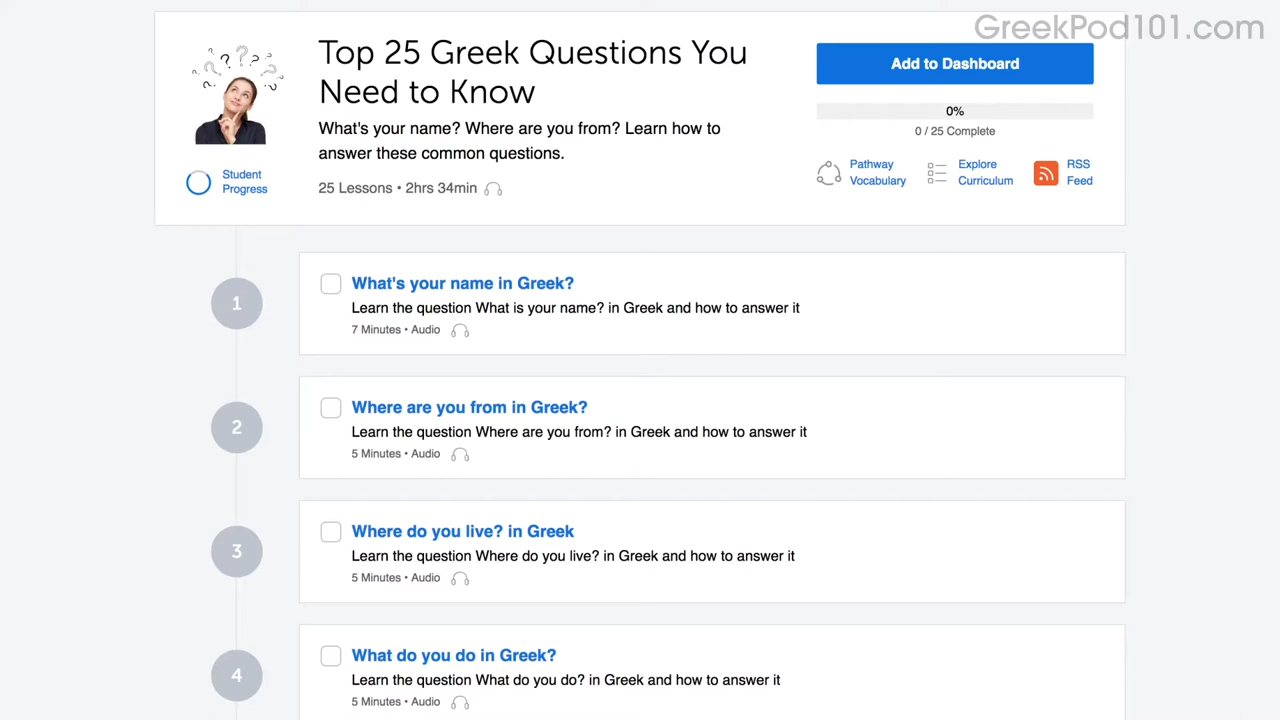 GreekPod101.com
Top 25 Greek Questions You
Need to Know
What's your name? Where are you from? Learn how to
answer these common questions.
25 Lessons • 2hrs 34min
Student
Progress
Add to Dashboard
0%
0 / 25 Complete
Pathway
Vocabulary
Explore
Curriculum
RSS
Feed
1
What's your name in Greek?
Learn the question What is your name? in Greek and how to answer it
7 Minutes • Audio
2
Where are you from in Greek?
Learn the question Where are you from? in Greek and how to answer it
5 Minutes • Audio
3
Where do you live? in Greek
Learn the question Where do you live? in Greek and how to answer it
5 Minutes • Audio
4
What do you do in Greek?
Learn the question What do you do? in Greek and how to answer it
5 Minutes • Audio